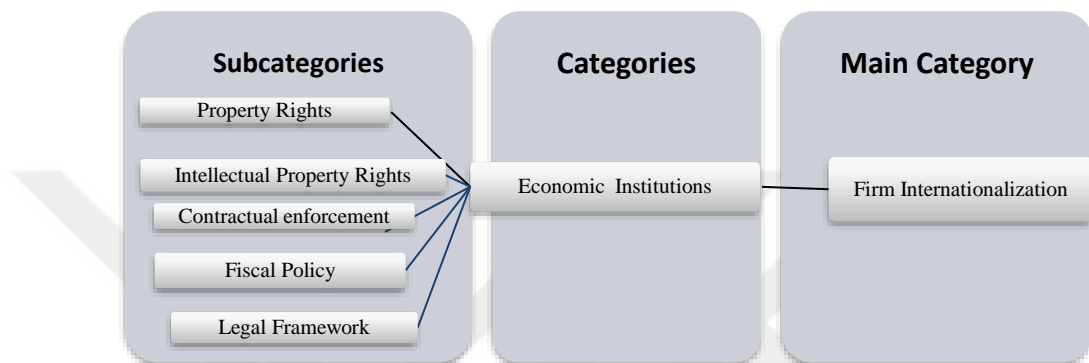 Subcategories
Categories
Main Category
Property Rights
Intellectual Property Rights
Contractual enforcement
Fiscal Policy
Legal Framework
Economic Institutions
Firm Internationalization